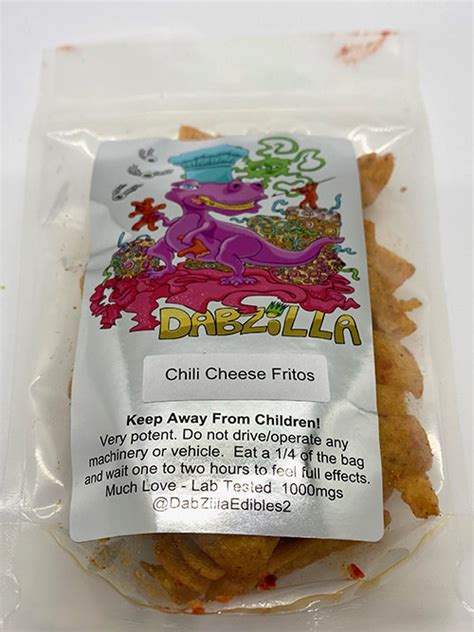 DABZILLA
Chili Cheese Fritos
Keep Away From Children!
Very potent. Do not drive/operate any
machinery or vehicle. Eat a 1/4 of the bag
and wait one to two hours to feel full effects.
Much Love - Lab Tested 1000mgs
@DabZillaEdibles2